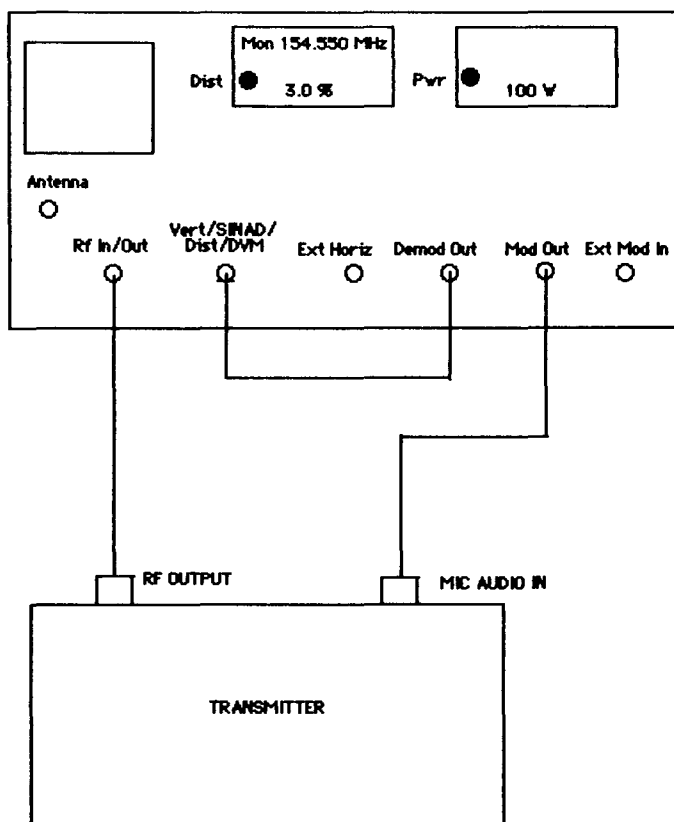 Mon 154.550 MHz
Dist
3.0 %
Pwr
100 W
Antenna
Rf In/Out
Vert/SINAD/
Dist/DVM
Ext Horiz
Demod Out
Mod Out
Ext Mod In
RF OUTPUT
MIC AUDIO IN
TRANSMITTER